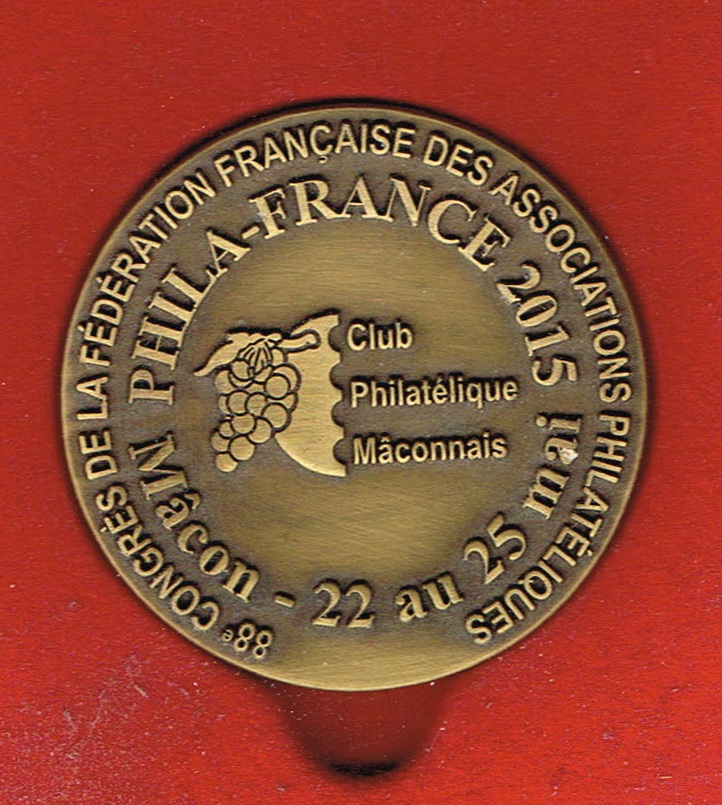 88e CONGRÈS DE LA FÉDÉRATION FRANÇAISE DES ASSOCIATIONS PHILATÉLIQUES
PHILA-FRANCE 2015
Mâcon - 22 au 25 mai
Club
Philatélique
Mâconnais